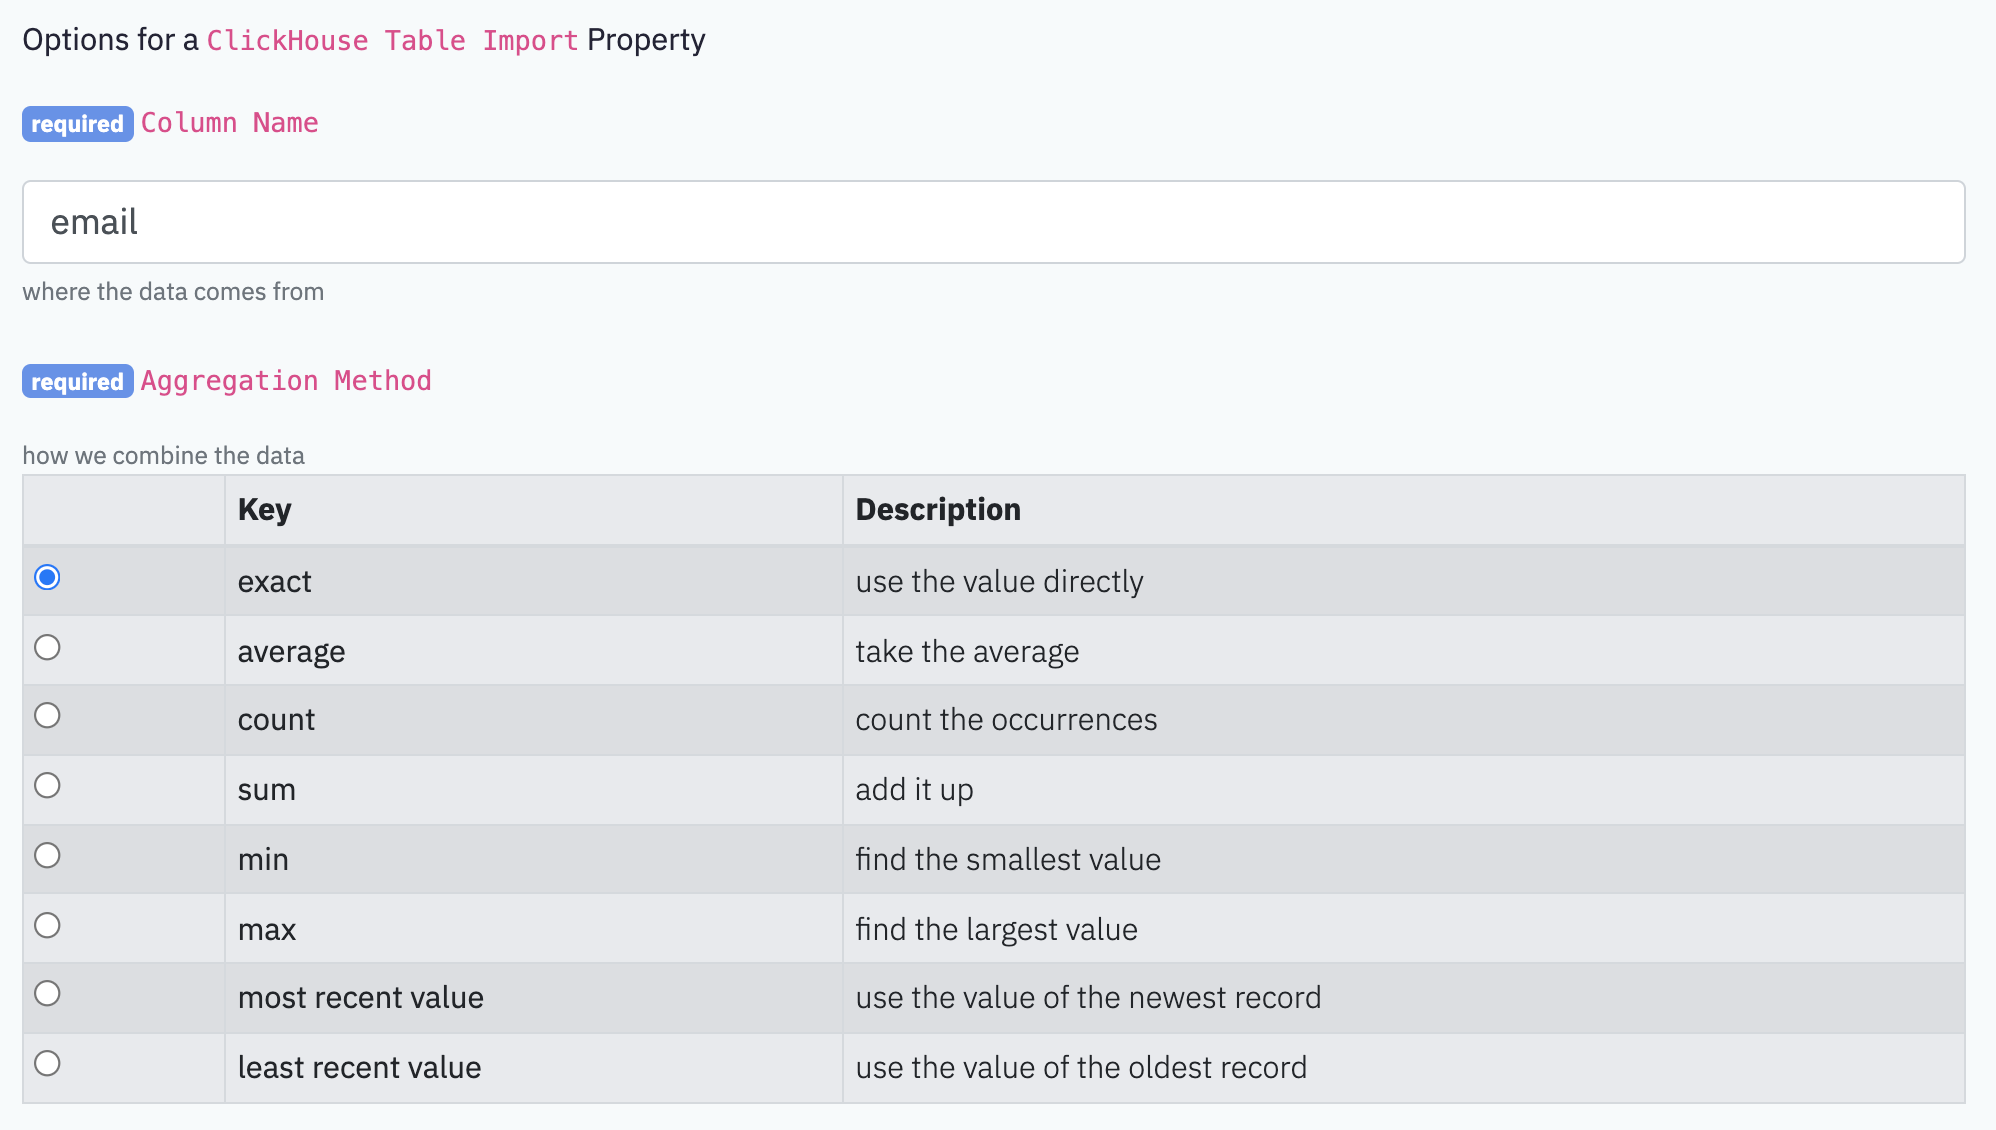 Options for a ClickHouse Table Import Property
required Column Name
email
where the data comes from
required Aggregation Method
how we combine the data
Key Description
exact use the value directly
average take the average
count count the occurrences
sum add it up
min find the smallest value
max find the largest value
most recent value use the value of the newest record
least recent value use the value of the oldest record